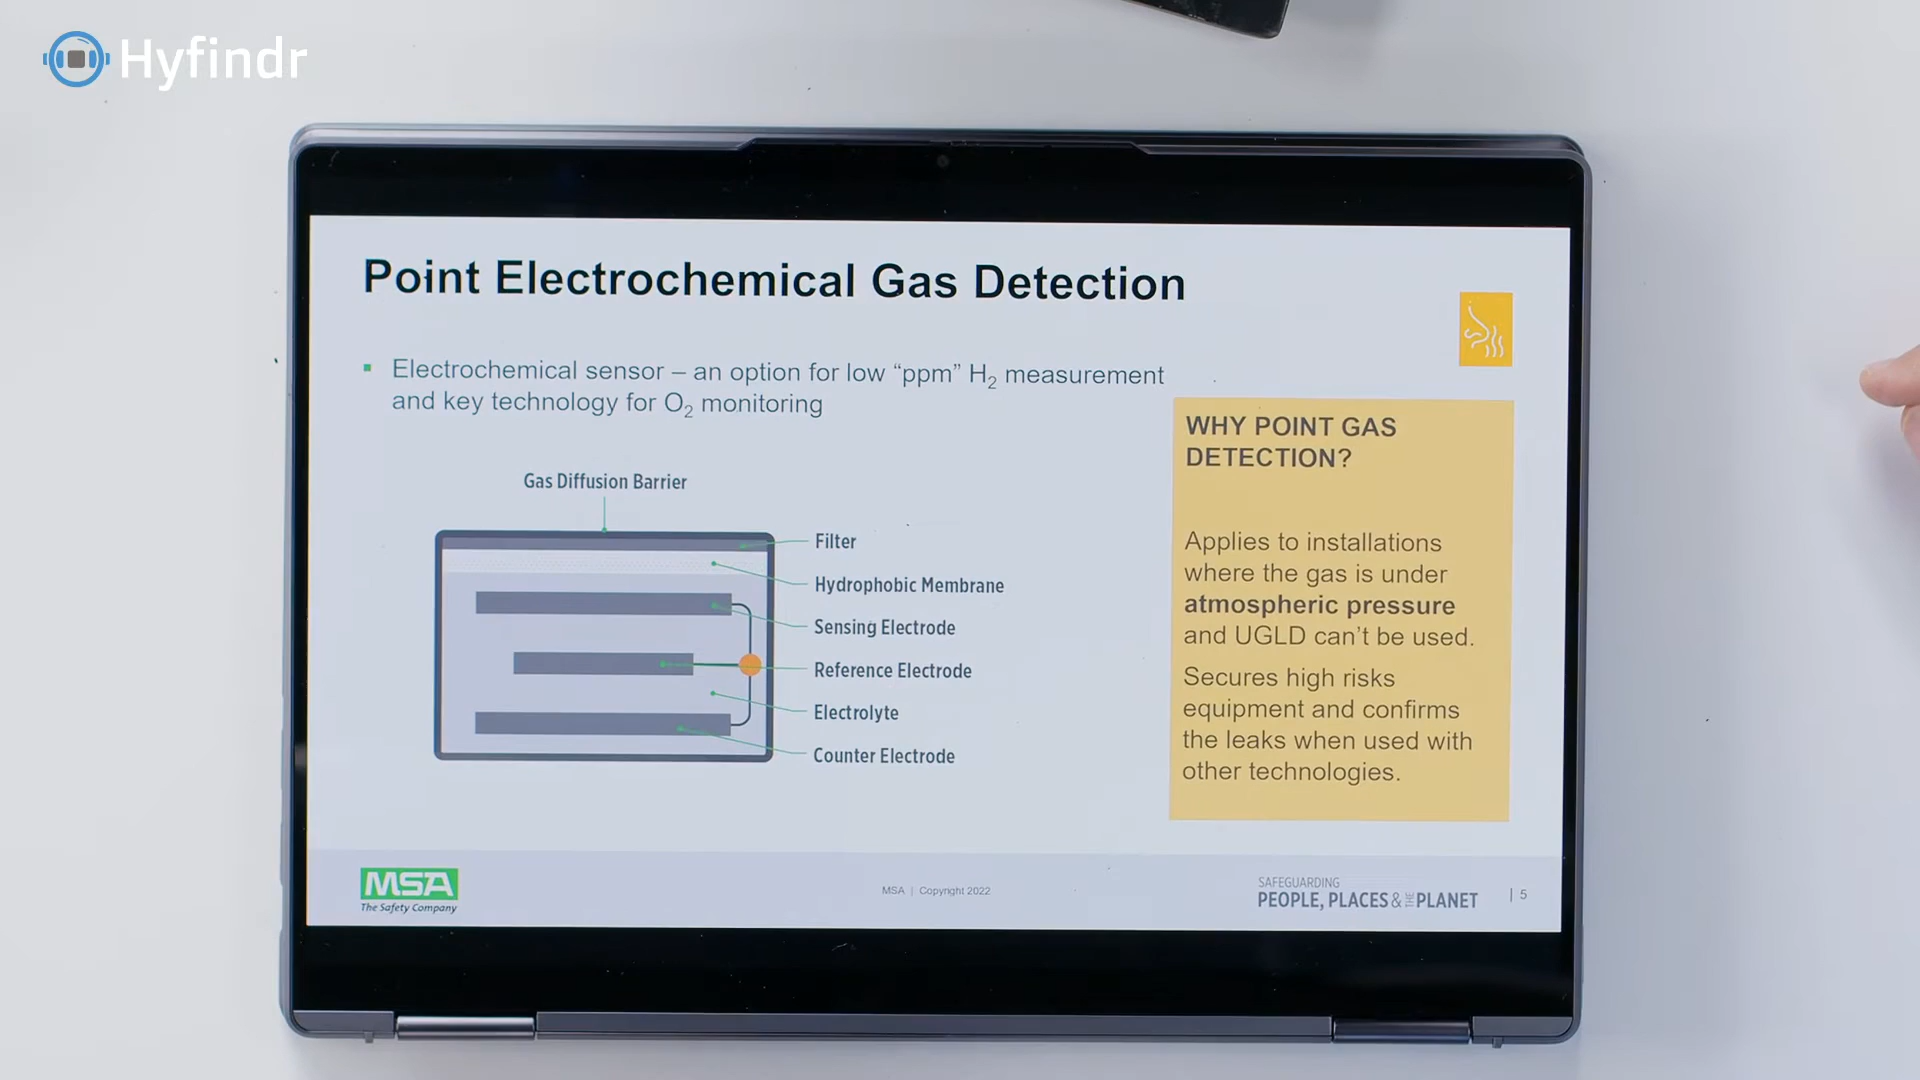 Hyfindr
Point Electrochemical Gas Detection
Electrochemical sensor – an option for low “ppm” H₂ measurement
and key technology for O₂ monitoring
Gas Diffusion Barrier
Filter
Hydrophobic Membrane
Sensing Electrode
Reference Electrode
Electrolyte
Counter Electrode
WHY POINT GAS
DETECTION?
Applies to installations
where the gas is under
atmospheric pressure
and UGLD can’t be used.
Secures high risks
equipment and confirms
the leaks when used with
other technologies.
MSA
The Safety Company
MSA | Copyright 2022
SAFEGUARDING
PEOPLE, PLACES & THE PLANET
| 5